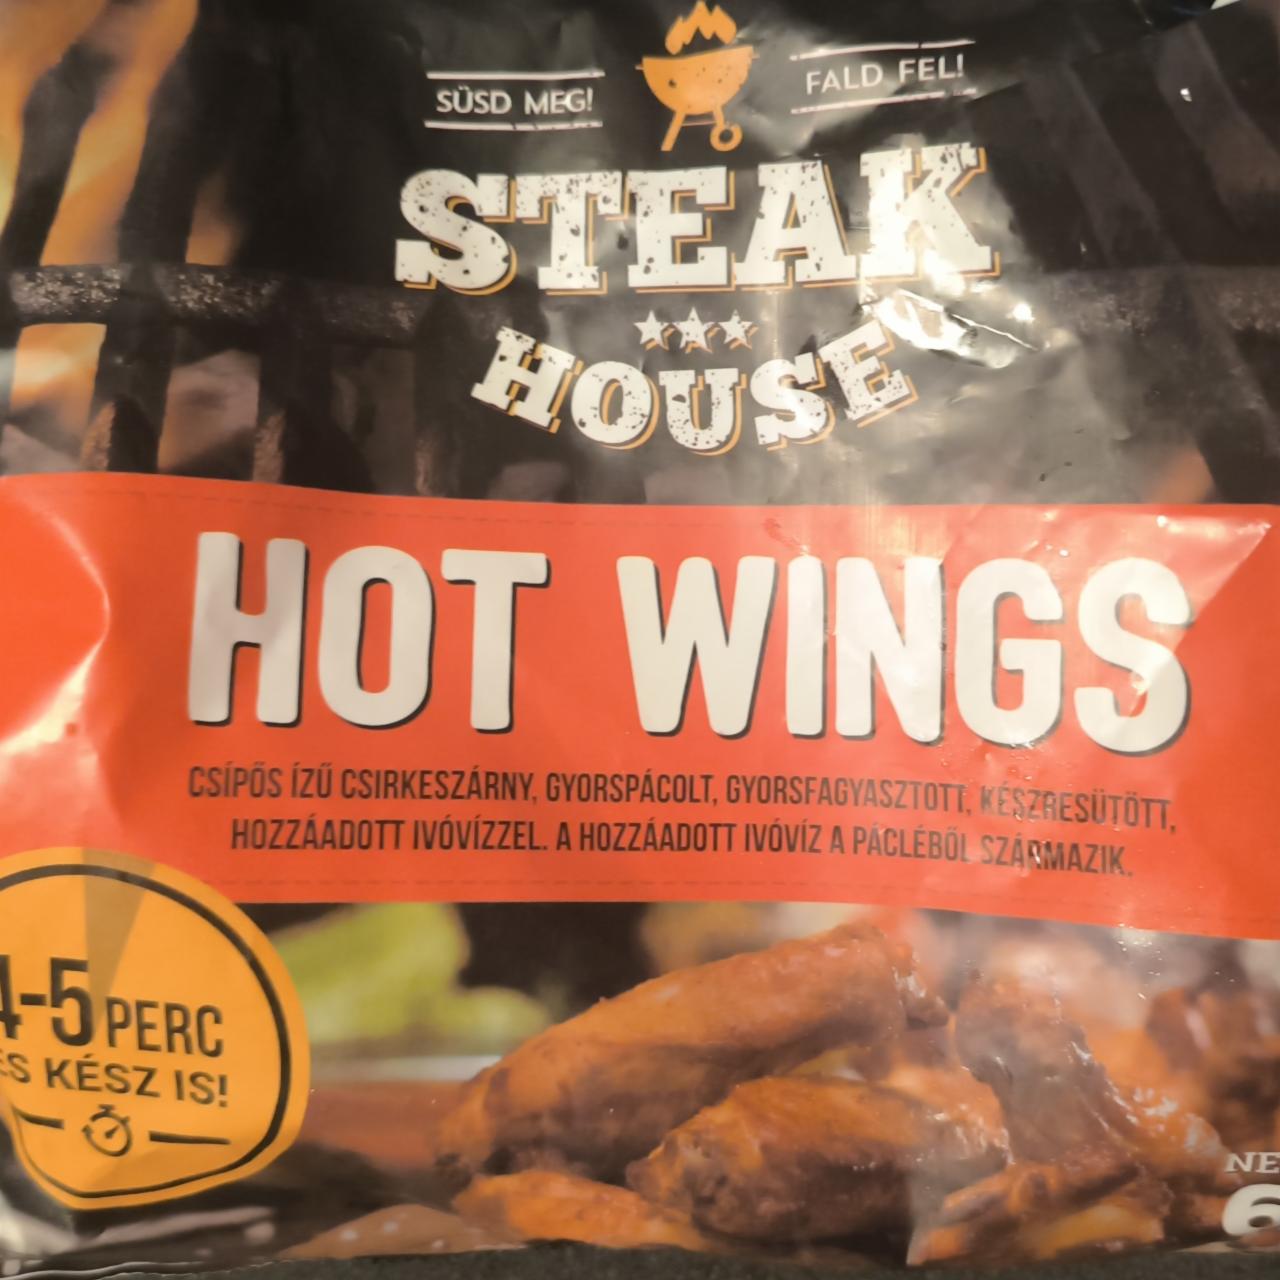 SÜSD MEG!
FALD FEL!
STEAK
HOUSE
HOT WINGS
CSÍPŐS ÍZŰ CSIRKESZÁRNY, GYORSPÁCOLT, GYORSFAGYASZTOTT, KÉSZRESÜTÖTT,
HOZZÁADOTT IVÓVÍZZEL. A HOZZÁADOTT IVÓVÍZ A PÁCLÉBŐL SZÁRMAZIK.
4-5 PERC
ÉS KÉSZ IS!